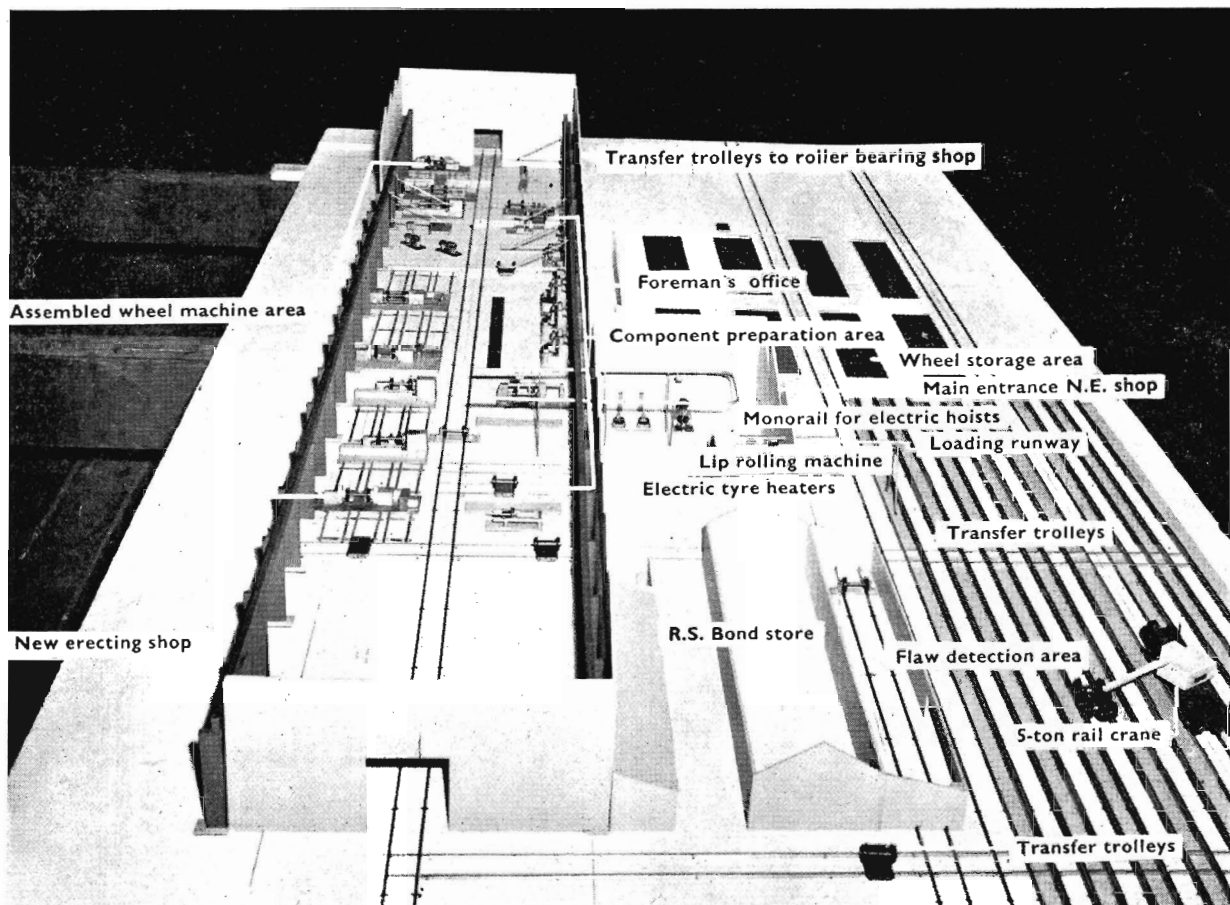 Transfer trolleys to roller bearing shop
Foreman's office
Assembled wheel machine area
Component preparation area
Wheel storage area
Main entrance N.E. shop
Monorail for electric hoists
Loading runway
Lip rolling machine
Electric tyre heaters
Transfer trolleys
New erecting shop
R.S. Bond store
Flaw detection area
5-ton rail crane
Transfer trolleys